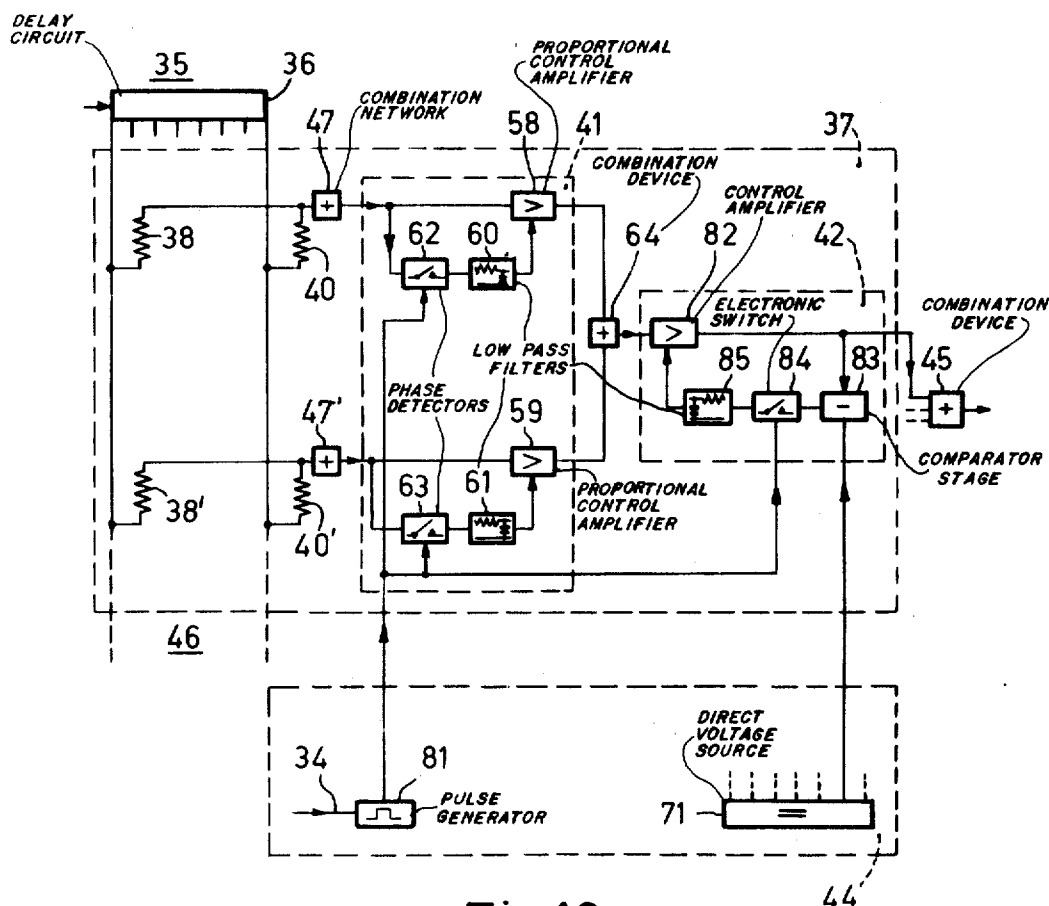 DELAY
CIRCUIT
35
36
PROPORTIONAL
CONTROL
AMPLIFIER
47
COMBINATION
NETWORK
58
41
COMBINATION
DEVICE
37
CONTROL
AMPLIFIER
38
40
62
60
64
82
42
ELECTRONIC
SWITCH
COMBINATION
DEVICE
LOW PASS
FILTERS
85
84
83
45
PHASE
DETECTORS
47'
59
COMPARATOR
STAGE
38'
40'
63
61
PROPORTIONAL
CONTROL
AMPLIFIER
46
DIRECT
VOLTAGE
SOURCE
34
81
PULSE
GENERATOR
71
44